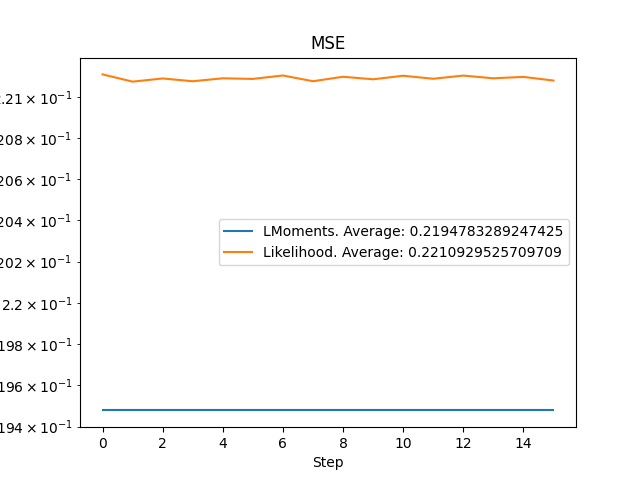 MSE
2.21 × 10⁻¹
208 × 10⁻¹
206 × 10⁻¹
204 × 10⁻¹
202 × 10⁻¹
2.2 × 10⁻¹
198 × 10⁻¹
196 × 10⁻¹
194 × 10⁻¹
LMoments. Average: 0.2194783289247425
Likelihood. Average: 0.2210929525709709
0 2 4 6 8 10 12 14
Step